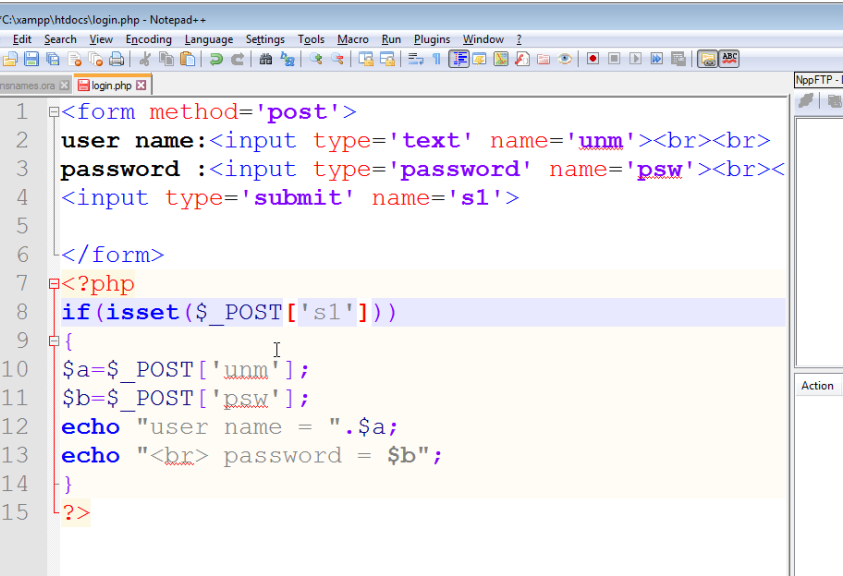 C:\xampp\htdocs\login.php - Notepad++
Edit Search View Encoding Language Settings Tools Macro Run Plugins Window ?
nsnames.ora login.php
NppFTP -
1 <form method='post'>
2 user name:<input type='text' name='unm'><br><br>
3 password :<input type='password' name='psw'><br><
4 <input type='submit' name='s1'>
5
6 </form>
7 <?php
8 if(isset($_POST['s1']))
9 {
10 $a=$_POST['unm'];
11 $b=$_POST['psw'];
12 echo "user name = ".$a;
13 echo "<br> password = $b";
14 }
15 ?>
Action